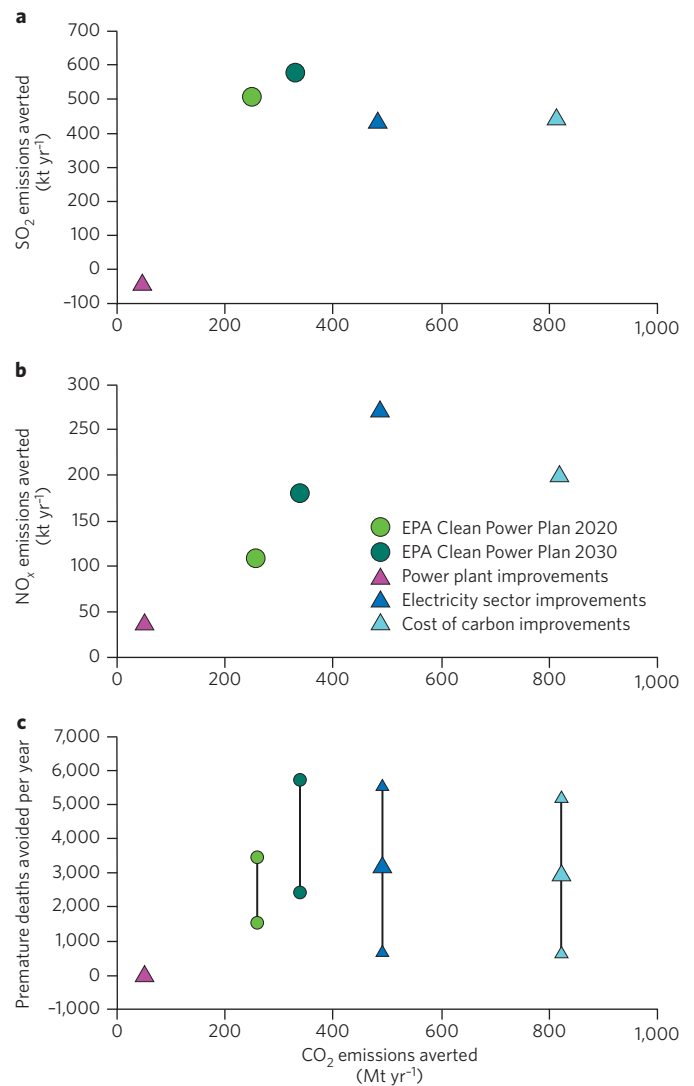 a
700
600
500
400
300
200
100
0
-100
SO₂ emissions averted
(kt yr⁻¹)
0 200 400 600 800 1,000
b
300
250
200
150
100
50
0
NOₓ emissions averted
(kt yr⁻¹)
EPA Clean Power Plan 2020
EPA Clean Power Plan 2030
Power plant improvements
Electricity sector improvements
Cost of carbon improvements
0 200 400 600 800 1,000
c
7,000
6,000
5,000
4,000
3,000
2,000
1,000
0
-1,000
Premature deaths avoided per year
0 200 400 600 800 1,000
CO₂ emissions averted
(Mt yr⁻¹)